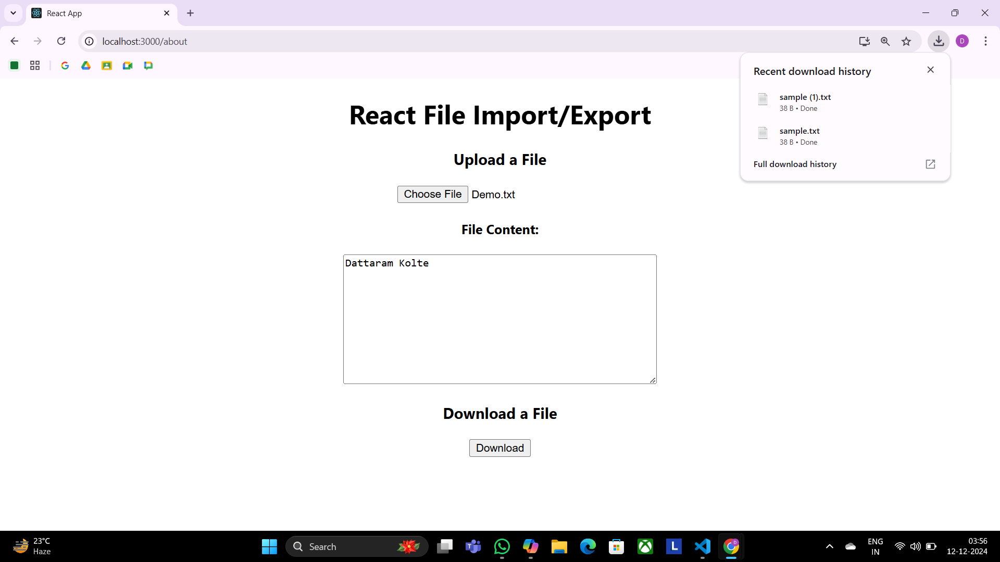 React App
localhost:3000/about
D
Recent download history
sample (1).txt
38 B • Done
sample.txt
38 B • Done
Full download history
React File Import/Export
Upload a File
Choose File Demo.txt
File Content:
Dattaram Kolte
Download a File
Download
23°C
Haze
Search
L
D
ENG
IN
03:56
12-12-2024